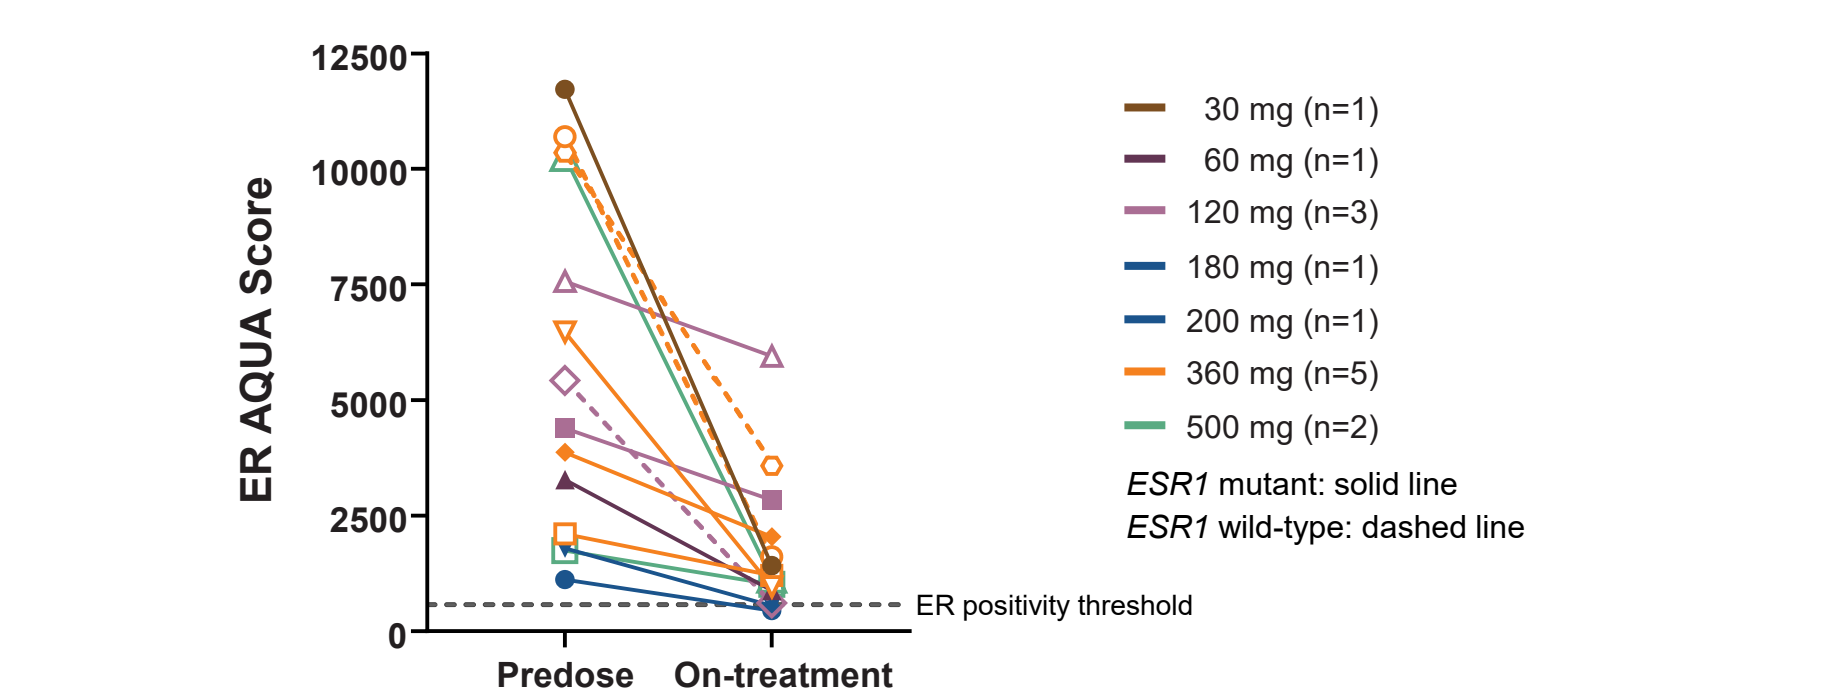 12500
10000
7500
5000
2500
0
ER AQUA Score
Predose
On-treatment
ER positivity threshold
30 mg (n=1)
60 mg (n=1)
120 mg (n=3)
180 mg (n=1)
200 mg (n=1)
360 mg (n=5)
500 mg (n=2)
ESR1 mutant: solid line
ESR1 wild-type: dashed line